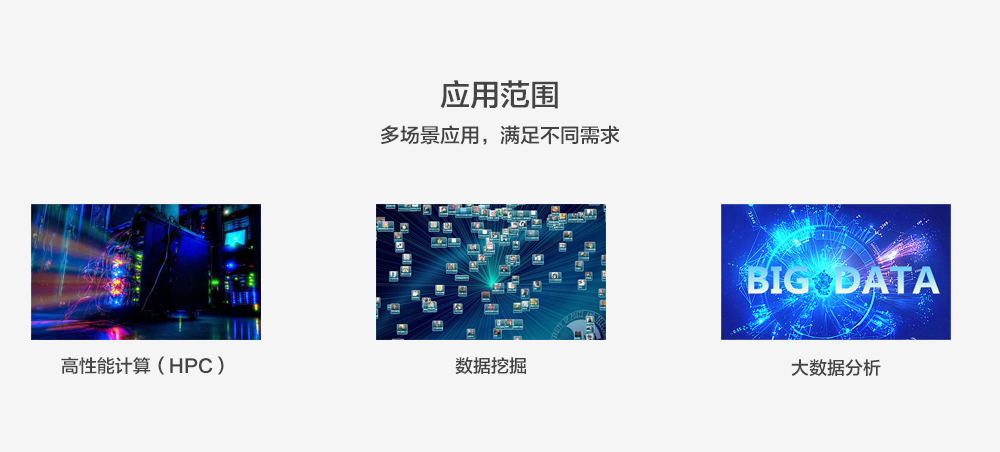 应用范围
多场景应用，满足不同需求
BIG DATA
高性能计算（HPC）
数据挖掘
大数据分析